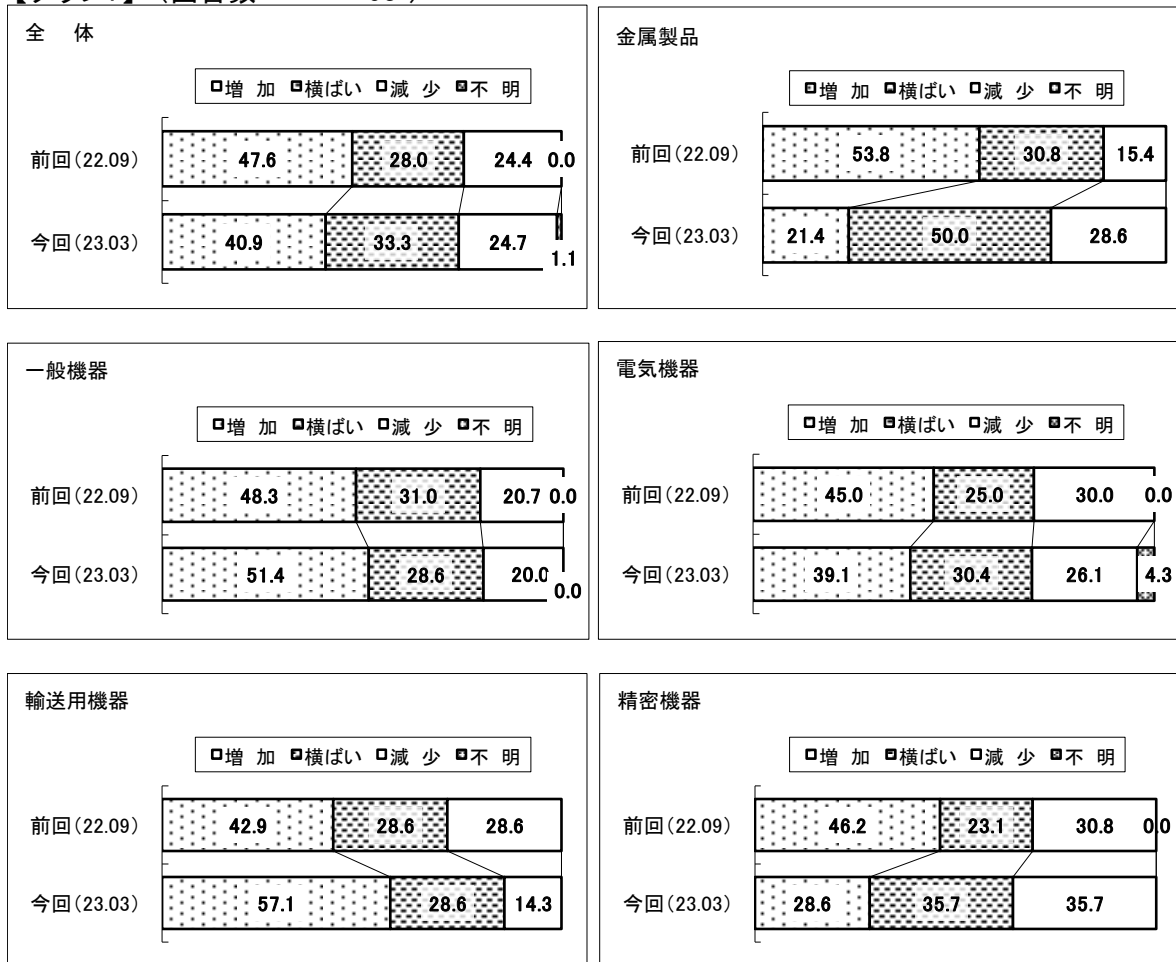 全 体
□増 加 □横ばい □減 少 □不 明
前回(22.09) 47.6 28.0 24.4 0.0
今回(23.03) 40.9 33.3 24.7 1.1
金属製品
□増 加 □横ばい □減 少 □不 明
前回(22.09) 53.8 30.8 15.4
今回(23.03) 21.4 50.0 28.6
一般機器
□増 加 □横ばい □減 少 □不 明
前回(22.09) 48.3 31.0 20.7 0.0
今回(23.03) 51.4 28.6 20.0 0.0
電気機器
□増 加 □横ばい □減 少 □不 明
前回(22.09) 45.0 25.0 30.0 0.0
今回(23.03) 39.1 30.4 26.1 4.3
輸送用機器
□増 加 □横ばい □減 少 □不 明
前回(22.09) 42.9 28.6 28.6
今回(23.03) 57.1 28.6 14.3
精密機器
□増 加 □横ばい □減 少 □不 明
前回(22.09) 46.2 23.1 30.8 0.0
今回(23.03) 28.6 35.7 35.7